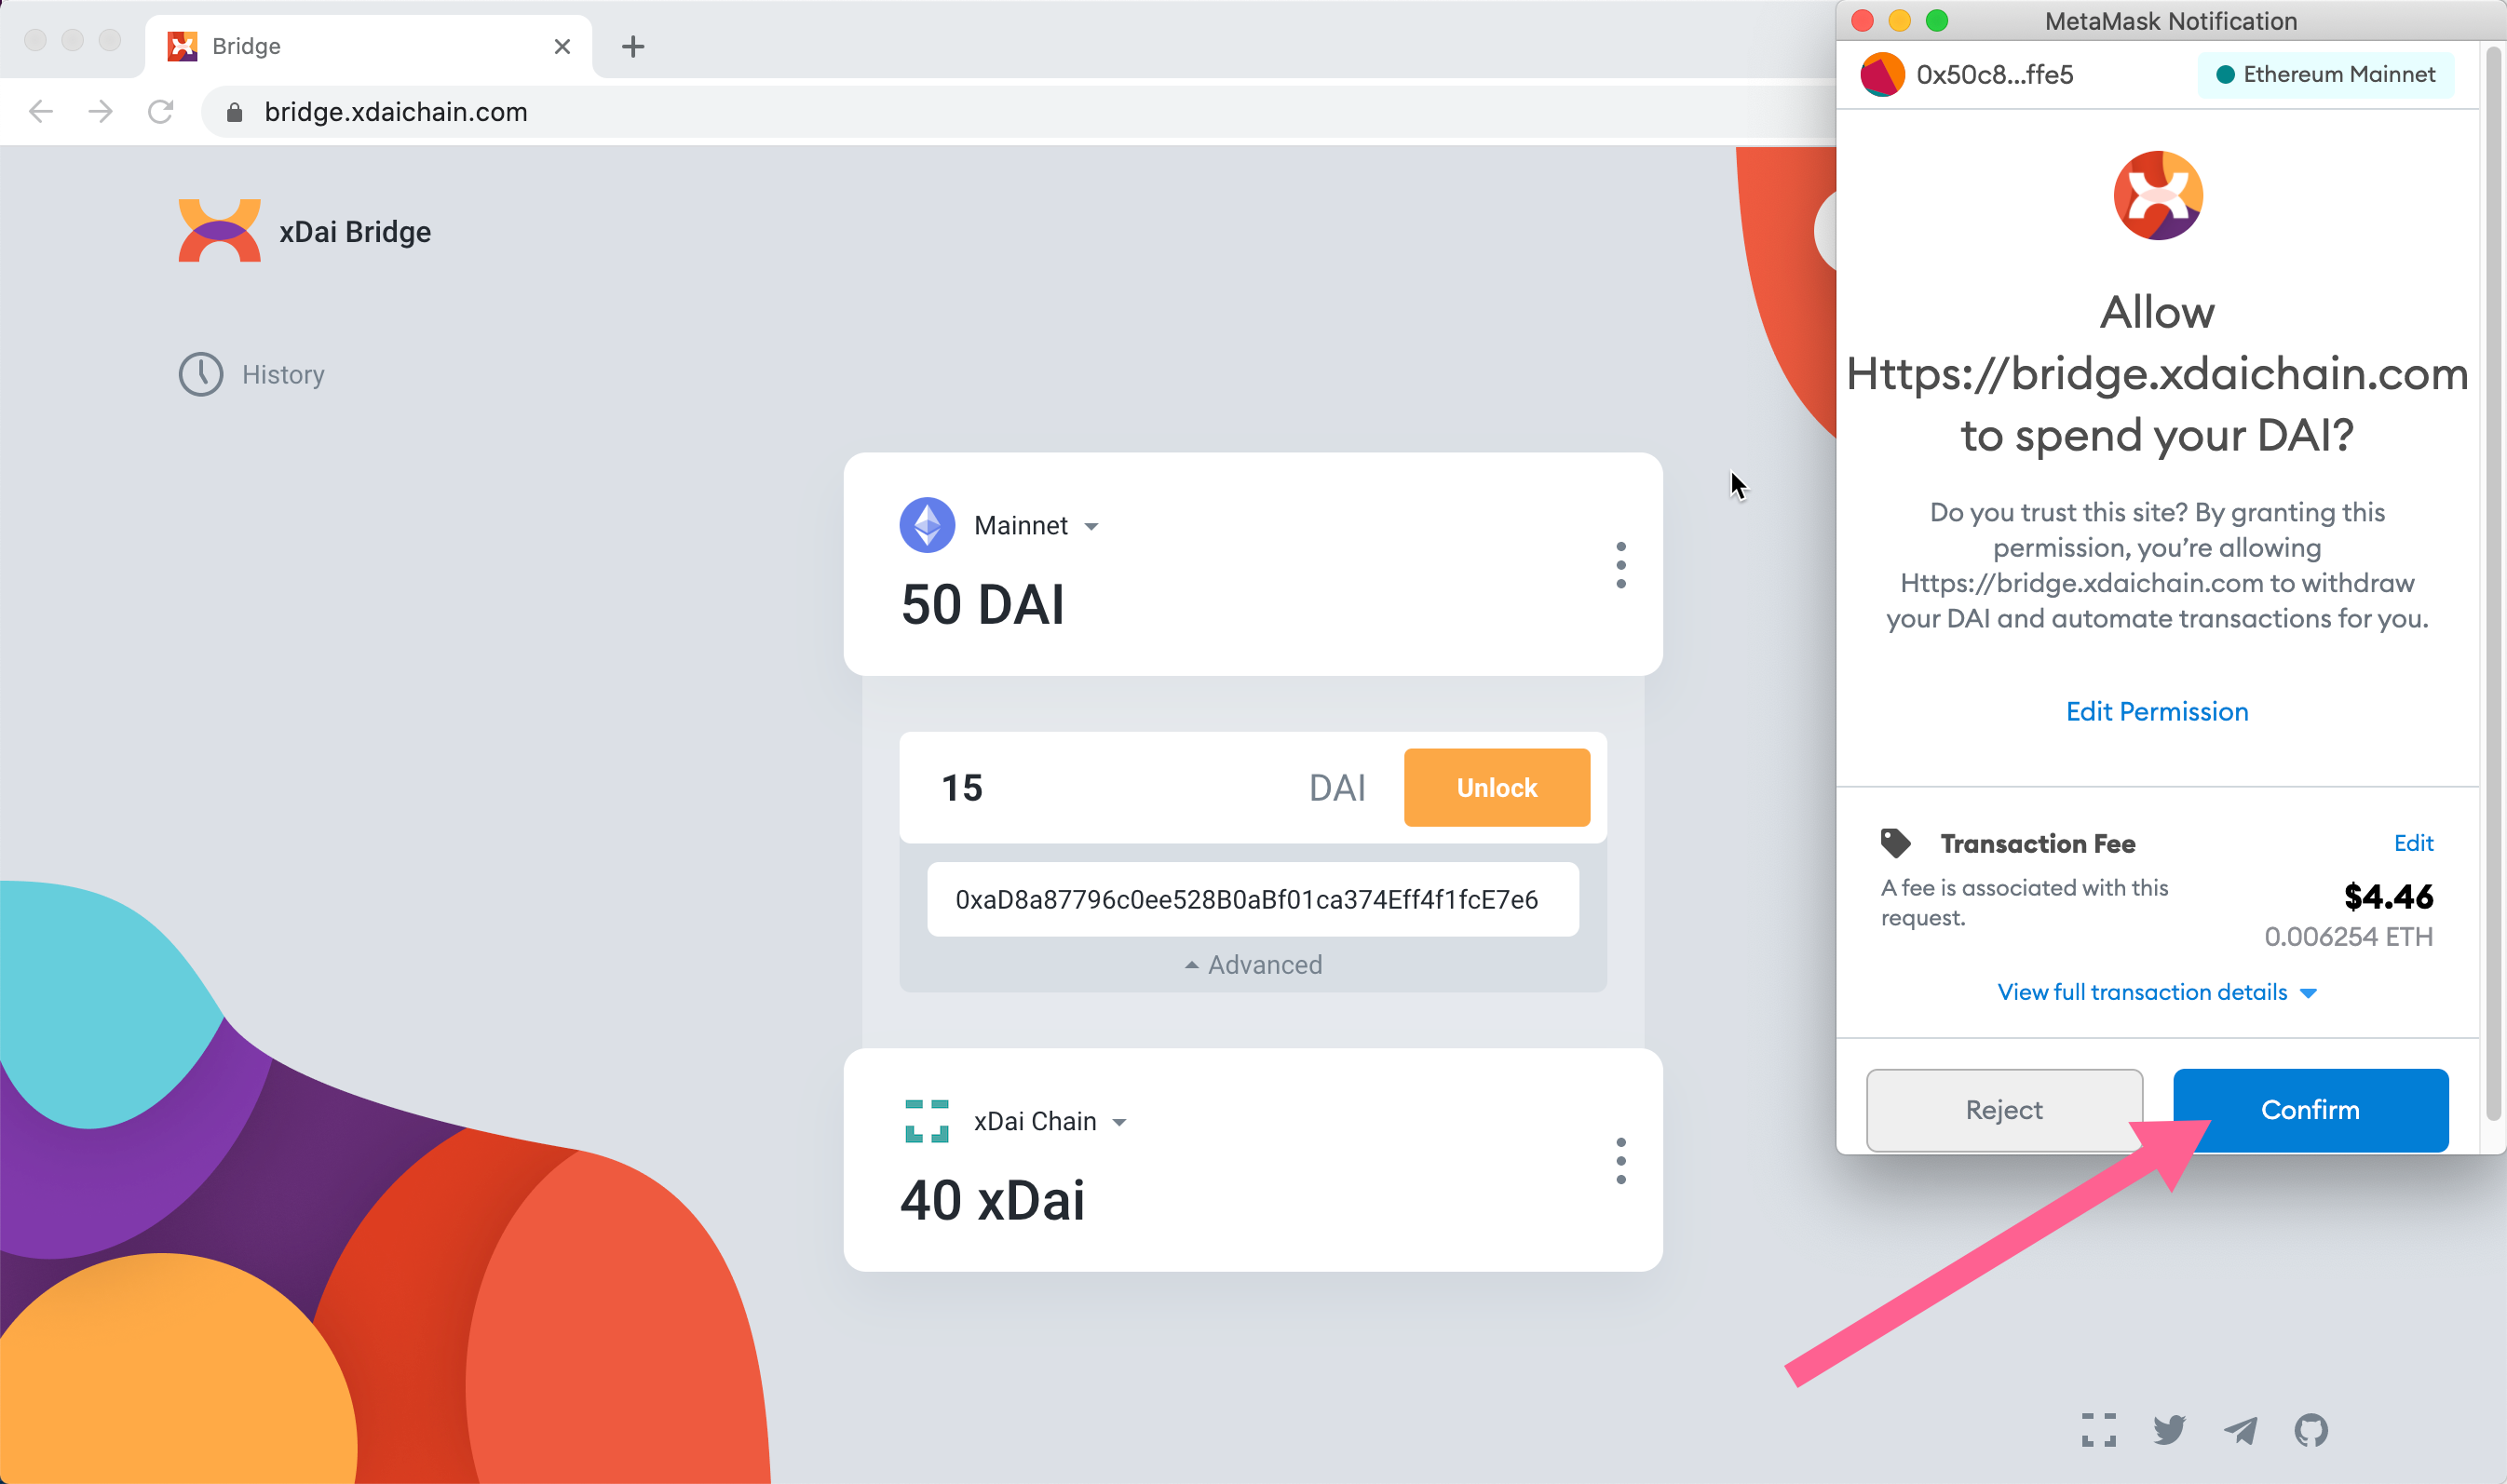 Bridge
bridge.xdaichain.com
xDai Bridge
History
Mainnet
50 DAI
15 DAI Unlock
0xaD8a87796c0ee528B0aBf01ca374Eff4f1fcE7e6
Advanced
xDai Chain
40 xDai
MetaMask Notification
0x50c8...ffe5 Ethereum Mainnet
Allow
Https://bridge.xdaichain.com
to spend your DAI?
Do you trust this site? By granting this
permission, you’re allowing
Https://bridge.xdaichain.com to withdraw
your DAI and automate transactions for you.
Edit Permission
Transaction Fee Edit
A fee is associated with this
request.
$4.46
0.006254 ETH
View full transaction details
Reject Confirm